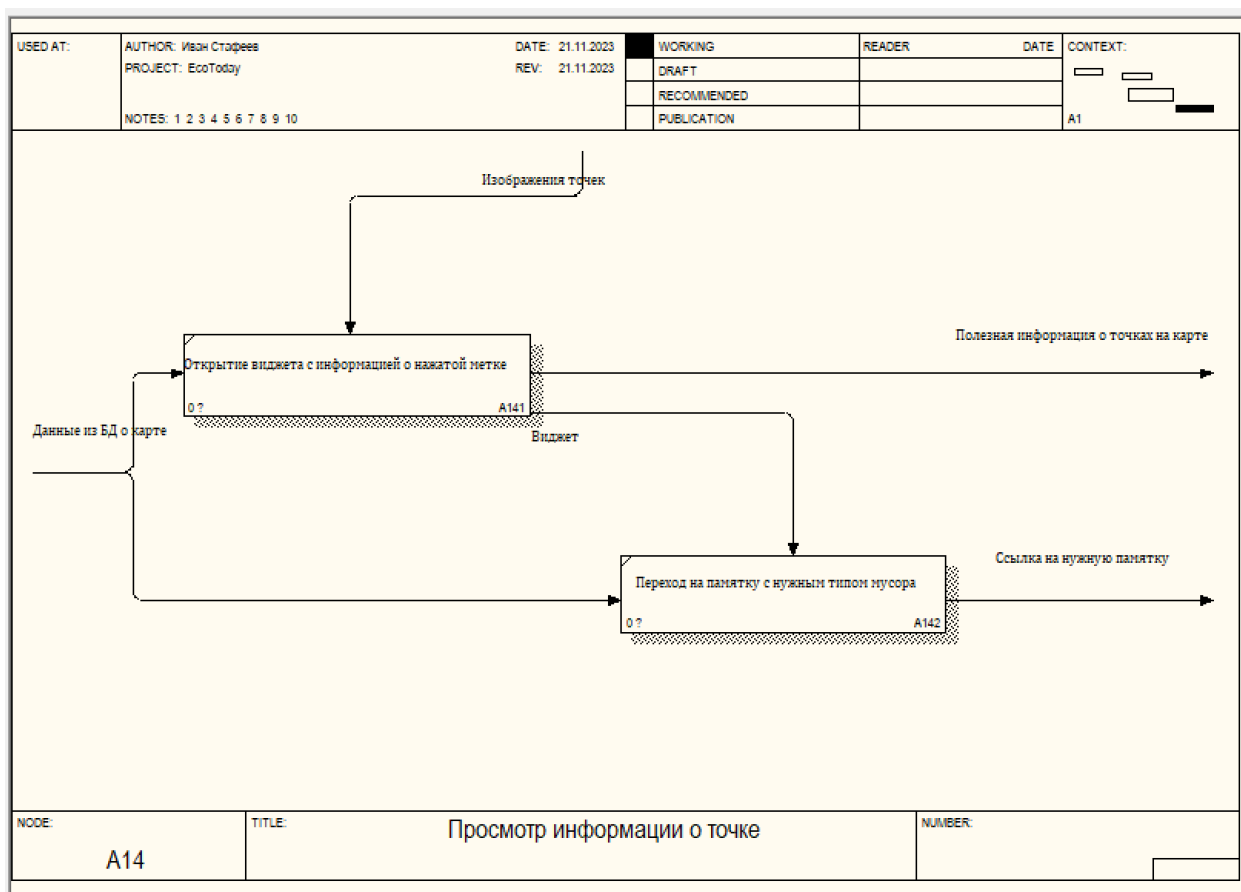 USED AT:
AUTHOR: Иван Стафеев
DATE: 21.11.2023
PROJECT: EcoToday
REV: 21.11.2023
NOTES: 1 2 3 4 5 6 7 8 9 10
WORKING
DRAFT
RECOMMENDED
PUBLICATION
READER
DATE
CONTEXT:
A1
Изображения точек
Полезная информация о точках на карте
Открытие виджета с информацией о нажатой метке
0 ?
A141
Данные из БД о карте
Виджет
Ссылка на нужную памятку
Переход на памятку с нужным типом мусора
0 ?
A142
NODE:
A14
TITLE:
Просмотр информации о точке
NUMBER: